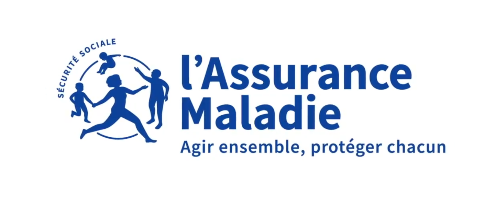 SÉCURITÉ SOCIALE
l'Assurance
Maladie
Agir ensemble, protéger chacun